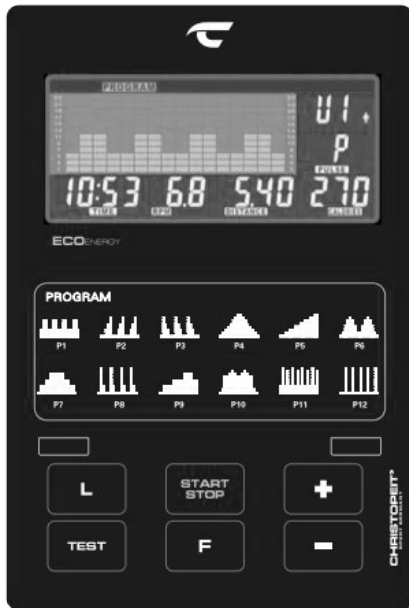 PROGRAM
U1
P
PULSE
10:53 6.8 5.40 270
TIME RPM DISTANCE CALORIES
ECOENERGY
PROGRAM
P1 P2 P3 P4 P5 P6
P7 P8 P9 P10 P11 P12
L START STOP +
TEST F -
CHRISTOPEIT